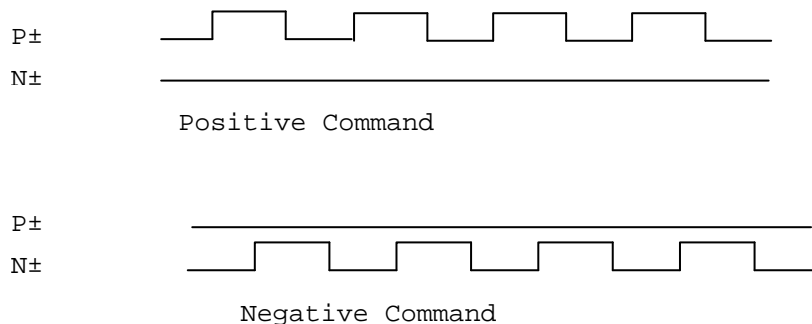 P±
N±
Positive Command
P±
N±
Negative Command